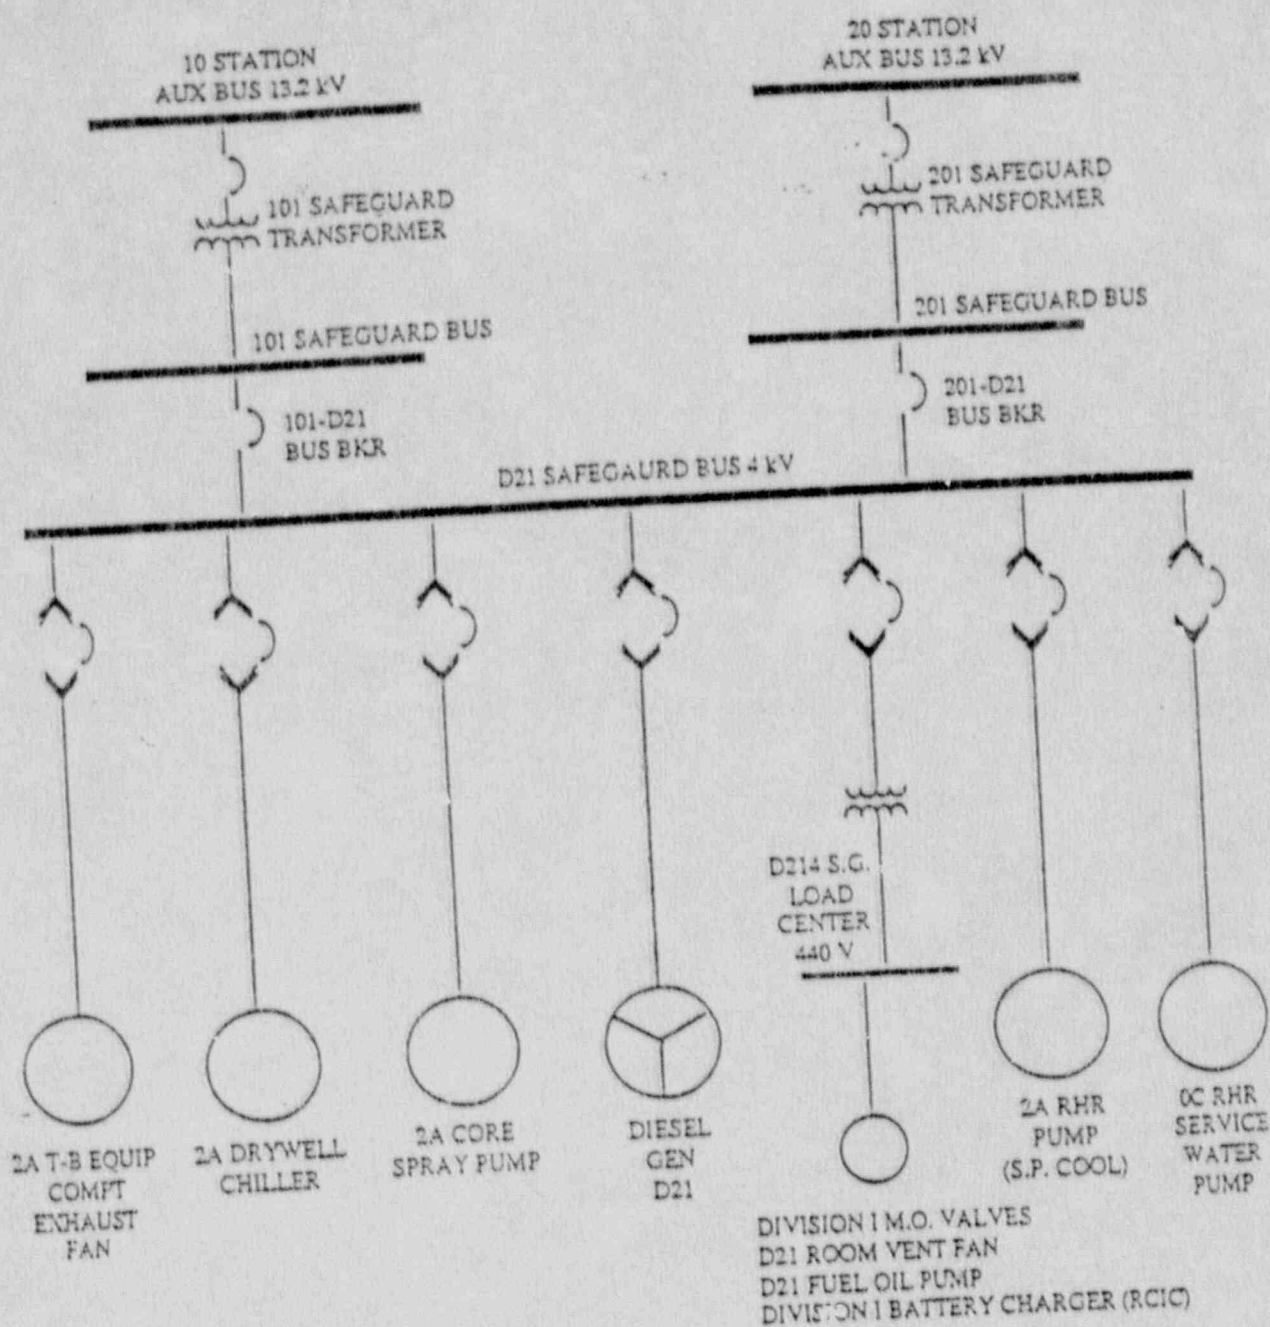 10 STATION
AUX BUS 13.2 kV
20 STATION
AUX BUS 13.2 kV
101 SAFEGUARD
TRANSFORMER
201 SAFEGUARD
TRANSFORMER
101 SAFEGUARD BUS
201 SAFEGUARD BUS
101-D21
BUS BKR
201-D21
BUS BKR
D21 SAFEGAURD BUS 4 kV
D214 S.G.
LOAD
CENTER
440 V
2A T-B EQUIP
COMPT
EXHAUST
FAN
2A DRYWELL
CHILLER
2A CORE
SPRAY PUMP
DIESEL
GEN
D21
DIVISION I M.O. VALVES
D21 ROOM VENT FAN
D21 FUEL OIL PUMP
DIVISION I BATTERY CHARGER (RCIC)
2A RHR
PUMP
(S.P. COOL)
0C RHR
SERVICE
WATER
PUMP